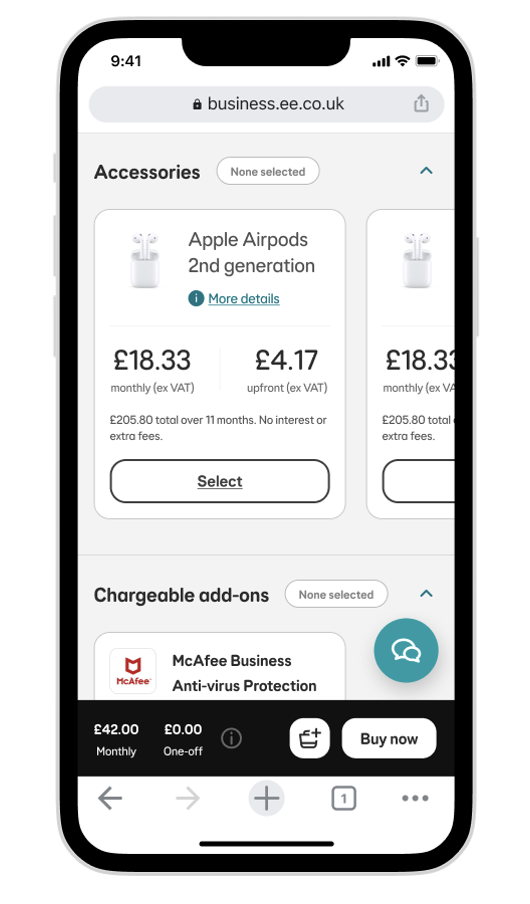 9:41
business.ee.co.uk
Accessories
None selected
Apple Airpods
2nd generation
i More details
£18.33
£4.17
monthly (ex VAT)
upfront (ex VAT)
£205.80 total over 11 months. No interest or
extra fees.
Select
£18.33
monthly (ex VA
£205.80 total
extra fees.
Chargeable add-ons
None selected
McAfee
McAfee Business
Anti-virus Protection
£42.00
£0.00
Monthly
One-off
Buy now
1